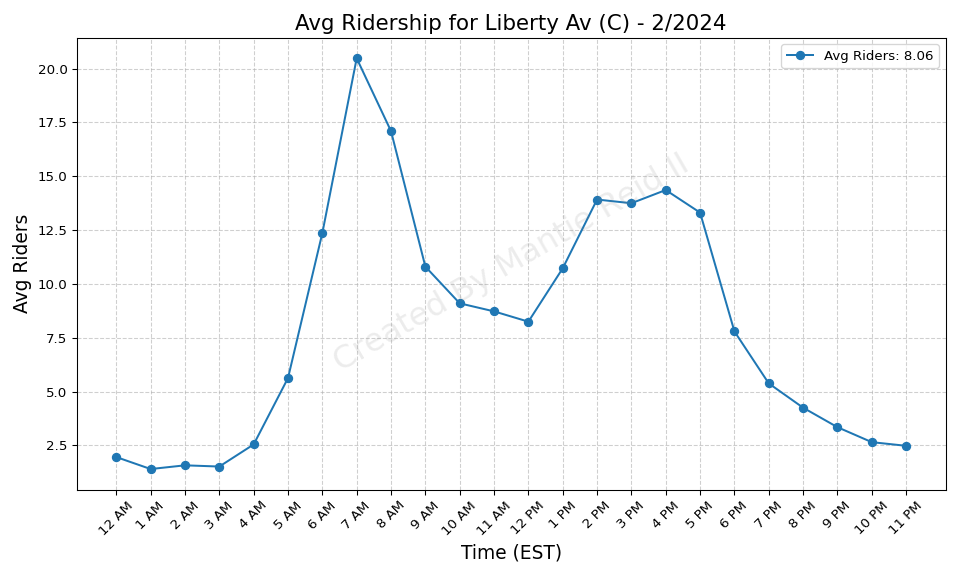 Avg Ridership for Liberty Av (C) - 2/2024
Avg Riders: 8.06
Avg Riders
20.0
17.5
15.0
12.5
10.0
7.5
5.0
2.5
Created By Mantie Reid II
12 AM
1 AM
2 AM
3 AM
4 AM
5 AM
6 AM
7 AM
8 AM
9 AM
10 AM
11 AM
12 PM
1 PM
2 PM
3 PM
4 PM
5 PM
6 PM
7 PM
8 PM
9 PM
10 PM
11 PM
Time (EST)